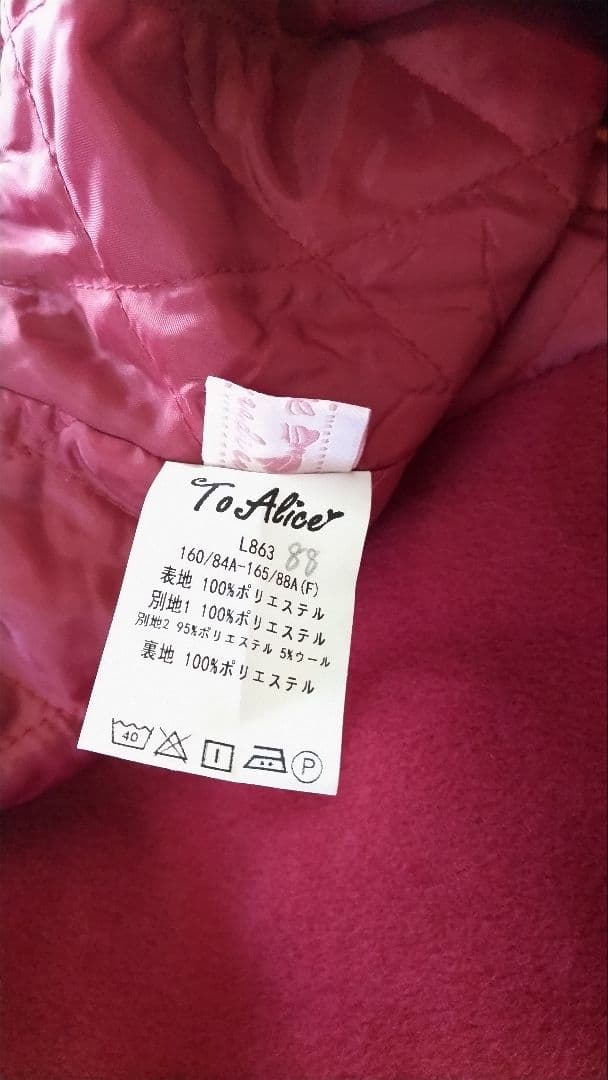 To Alice
L863 88
160/84A-165/88A(F)
表地 100%ポリエステル
別地1 100%ポリエステル
別地2 95%ポリエステル 5%ウール
裏地 100%ポリエステル
40
P